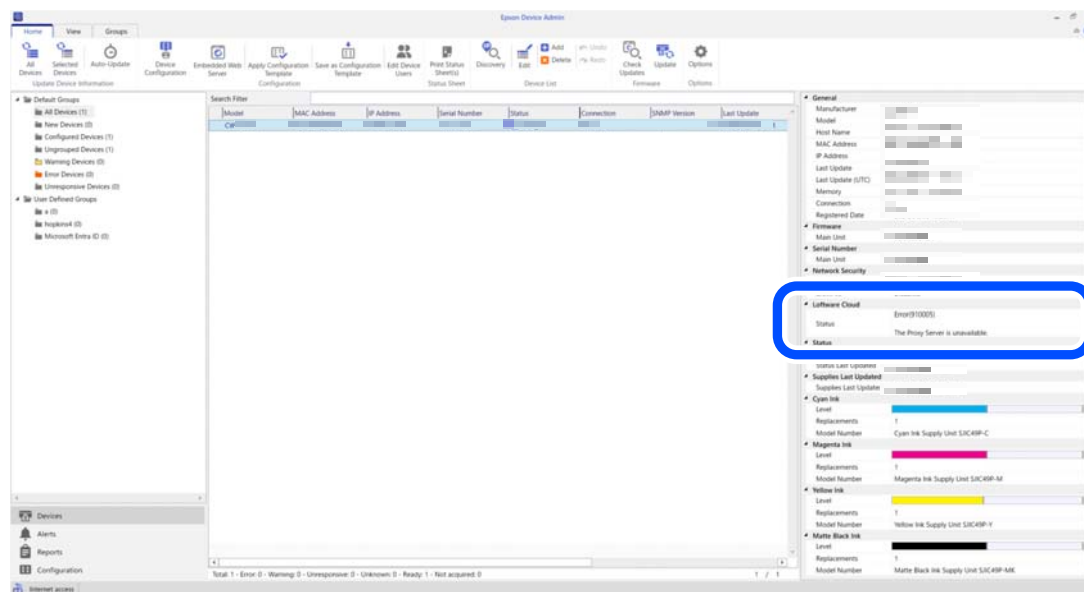 Epson Device Admin
Home View Groups
All Devices
Selected Devices
Auto-Update
Device Configuration
Embedded Web Server
Apply Configuration Template
Save as Configuration Template
Edit Device Users
Print Status Sheet(s)
Discovery
Edit
Add
Delete
Undo
Redo
Check Updates
Update
Options
Update Device Information
Configuration
Status Sheet
Device List
Firmware
Options
Default Groups
All Devices (1)
New Devices (0)
Configured Devices (1)
Ungrouped Devices (1)
Warning Devices (0)
Error Devices (0)
Unresponsive Devices (0)
User Defined Groups
a (0)
hopkins4 (0)
Microsoft Entra ID (0)
Devices
Alerts
Reports
Configuration
Internet access
Search Filter
Model MAC Address IP Address Serial Number Status Connection SNMP Version Last Update
Total: 1 - Error: 0 - Warning: 0 - Unresponsive: 0 - Unknown: 0 - Ready: 1 - Not acquired: 0
1 / 1
General
Manufacturer
Model
Host Name
MAC Address
IP Address
Last Update
Last Update (UTC)
Memory
Connection
Registered Date
Firmware
Main Unit
Serial Number
Main Unit
Network Security
Loftware Cloud
Status
Error(910005)
The Proxy Server is unavailable.
Status
Status Last Updated
Supplies Last Updated
Supplies Last Update
Cyan Ink
Level
Replacements 1
Model Number Cyan Ink Supply Unit SJIC49P-C
Magenta Ink
Level
Replacements 1
Model Number Magenta Ink Supply Unit SJIC49P-M
Yellow Ink
Level
Replacements 1
Model Number Yellow Ink Supply Unit SJIC49P-Y
Matte Black Ink
Level
Replacements 1
Model Number Matte Black Ink Supply Unit SJIC49P-MK